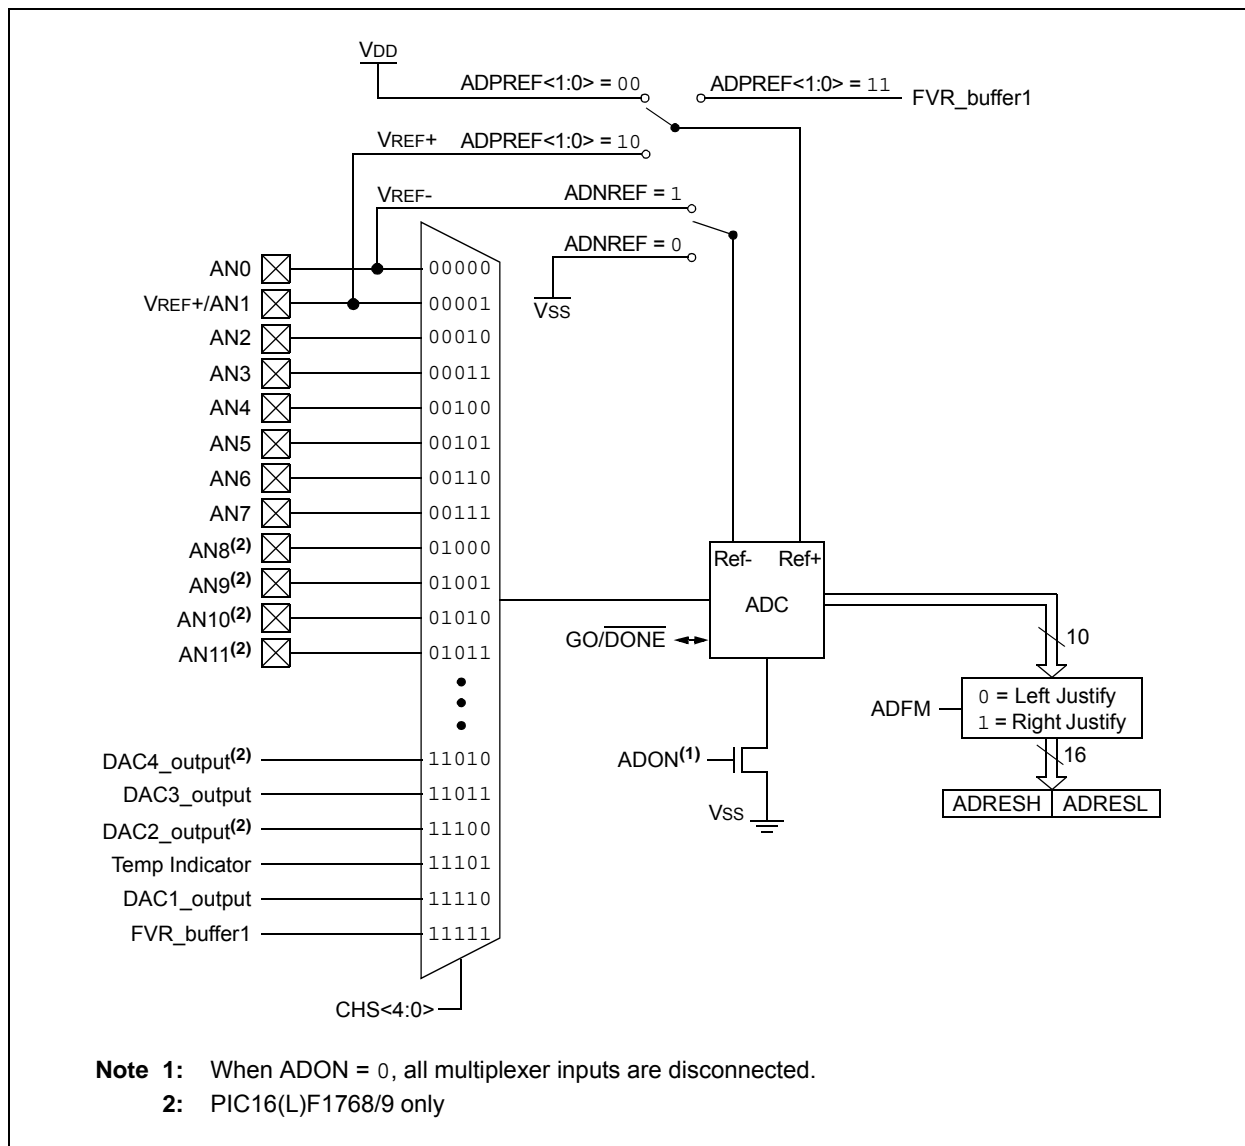 VDD
ADPREF<1:0> = 00
ADPREF<1:0> = 11
FVR_buffer1
VREF+ ADPREF<1:0> = 10
VREF- ADNREF = 1
ADNREF = 0
VSS
AN0 00000
VREF+/AN1 00001
AN2 00010
AN3 00011
AN4 00100
AN5 00101
AN6 00110
AN7 00111
AN8(2) 01000
AN9(2) 01001
AN10(2) 01010
AN11(2) 01011
Ref- Ref+
ADC
GO/DONE
10
ADFM
0 = Left Justify
1 = Right Justify
16
ADRESH ADRESL
ADON(1)
VSS
DAC4_output(2) 11010
DAC3_output 11011
DAC2_output(2) 11100
Temp Indicator 11101
DAC1_output 11110
FVR_buffer1 11111
CHS<4:0>
Note 1: When ADON = 0, all multiplexer inputs are disconnected.
2: PIC16(L)F1768/9 only